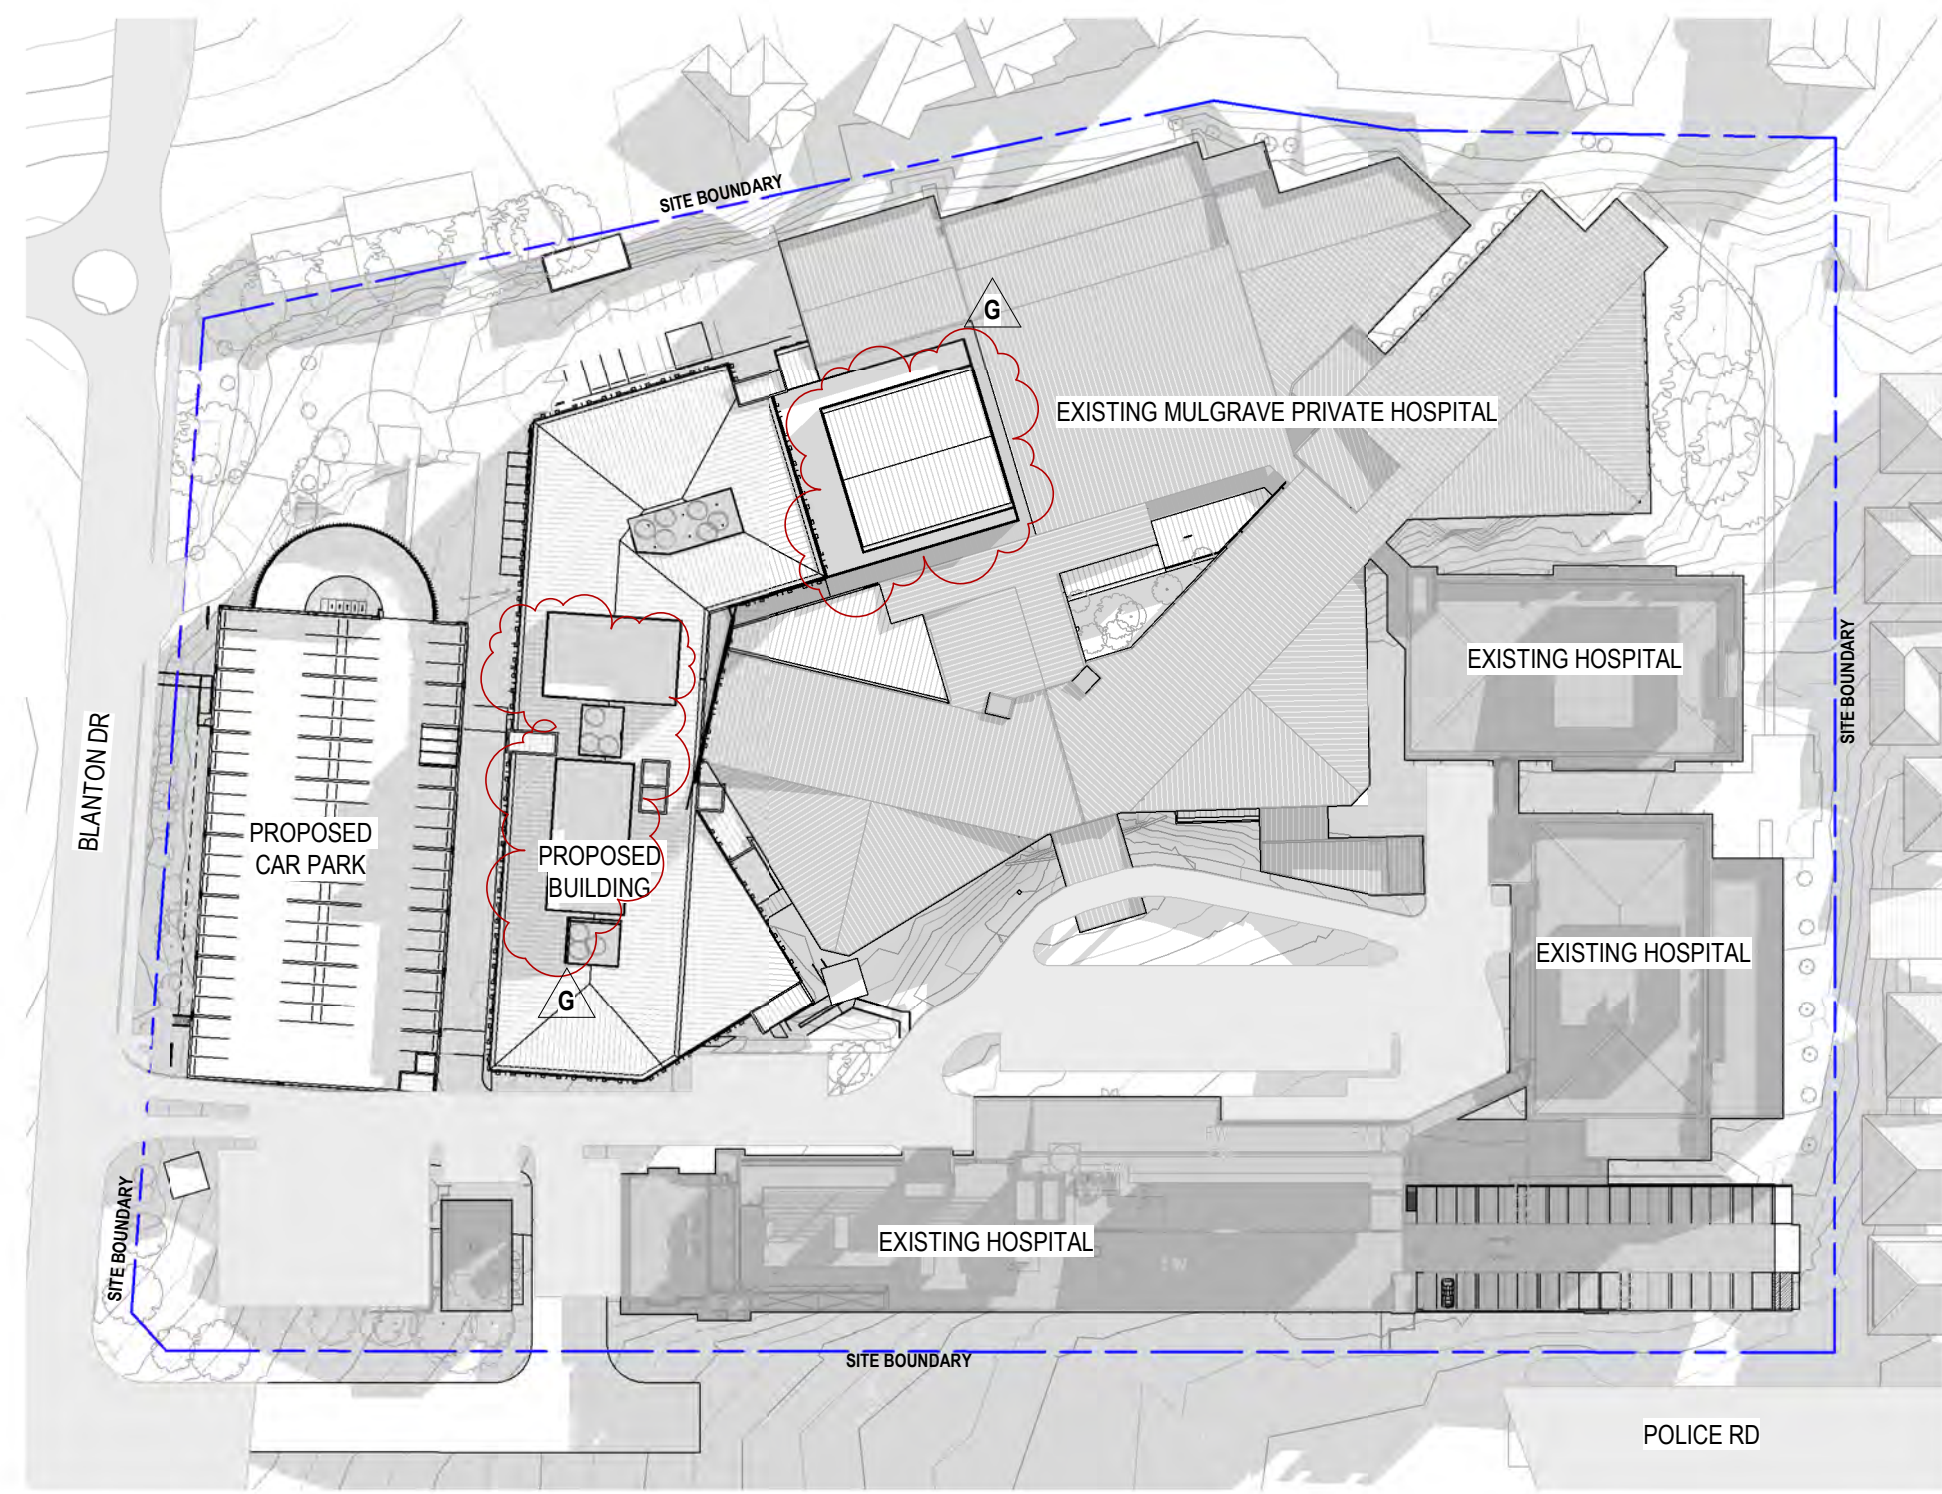 SITE BOUNDARY
G
EXISTING MULGRAVE PRIVATE HOSPITAL
EXISTING HOSPITAL
SITE BOUNDARY
BLANTON DR
PROPOSED
CAR PARK
PROPOSED
BUILDING
EXISTING HOSPITAL
G
SITE BOUNDARY
EXISTING HOSPITAL
SITE BOUNDARY
POLICE RD